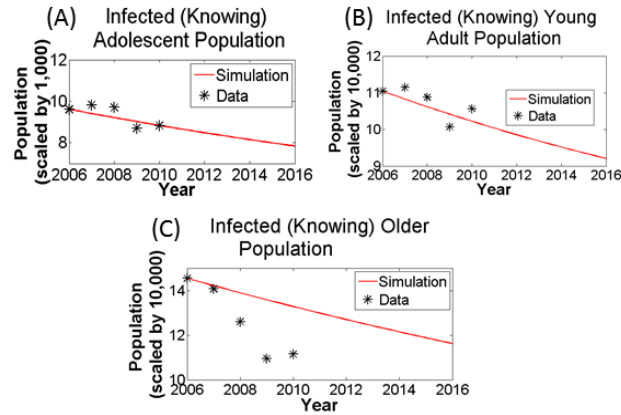 (A) Infected (Knowing)
Adolescent Population
Population
(scaled by 1,000)
12
10
8
Simulation
Data
2006 2008 2010 2012 2014 2016
Year
(B) Infected (Knowing) Young
Adult Population
Population
(scaled by 10,000)
12
11
10
9
Simulation
Data
2006 2008 2010 2012 2014 2016
Year
(C) Infected (Knowing) Older
Population
Population
(scaled by 10,000)
16
14
12
10
Simulation
Data
2006 2008 2010 2012 2014 2016
Year